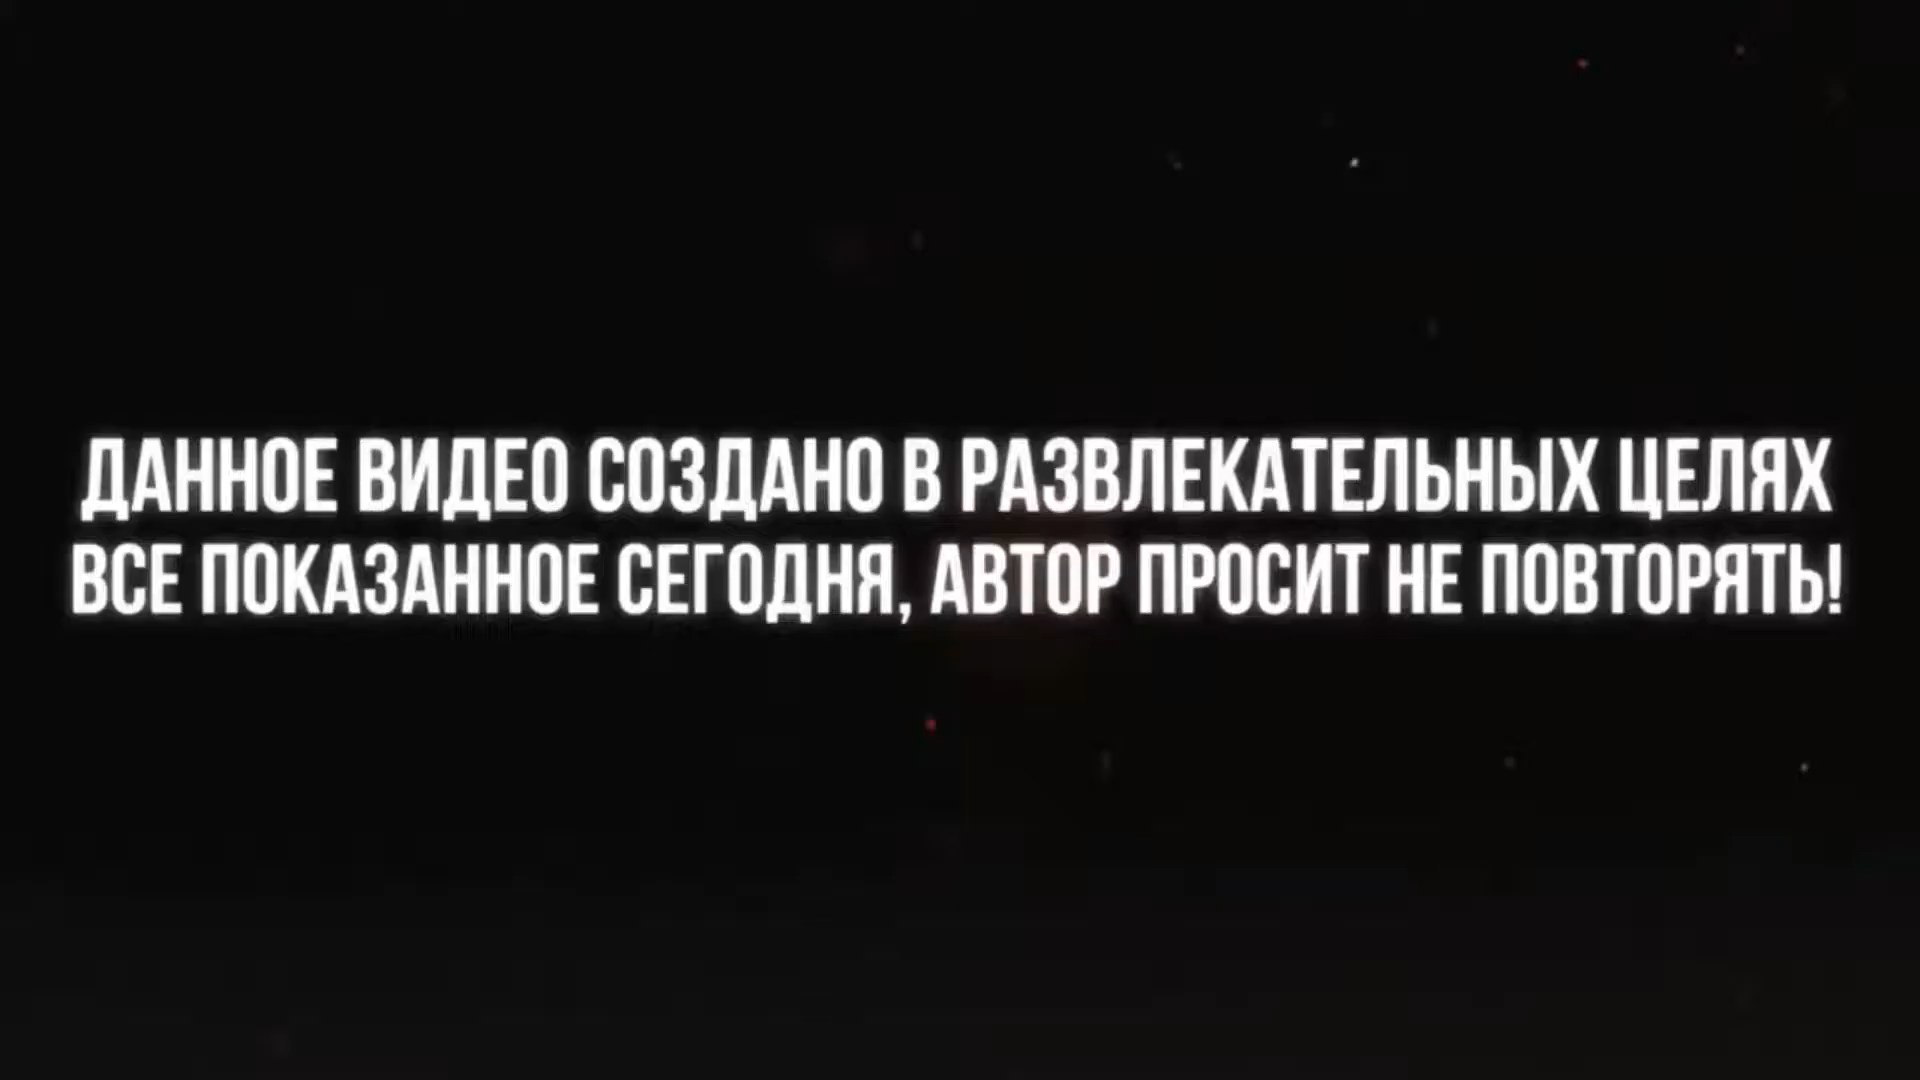 ДАННОЕ ВИДЕО СОЗДАНО В РАЗВЛЕКАТЕЛЬНЫХ ЦЕЛЯХ
ВСЕ ПОКАЗАННОЕ СЕГОДНЯ, АВТОР ПРОСИТ НЕ ПОВТОРЯТЬ!